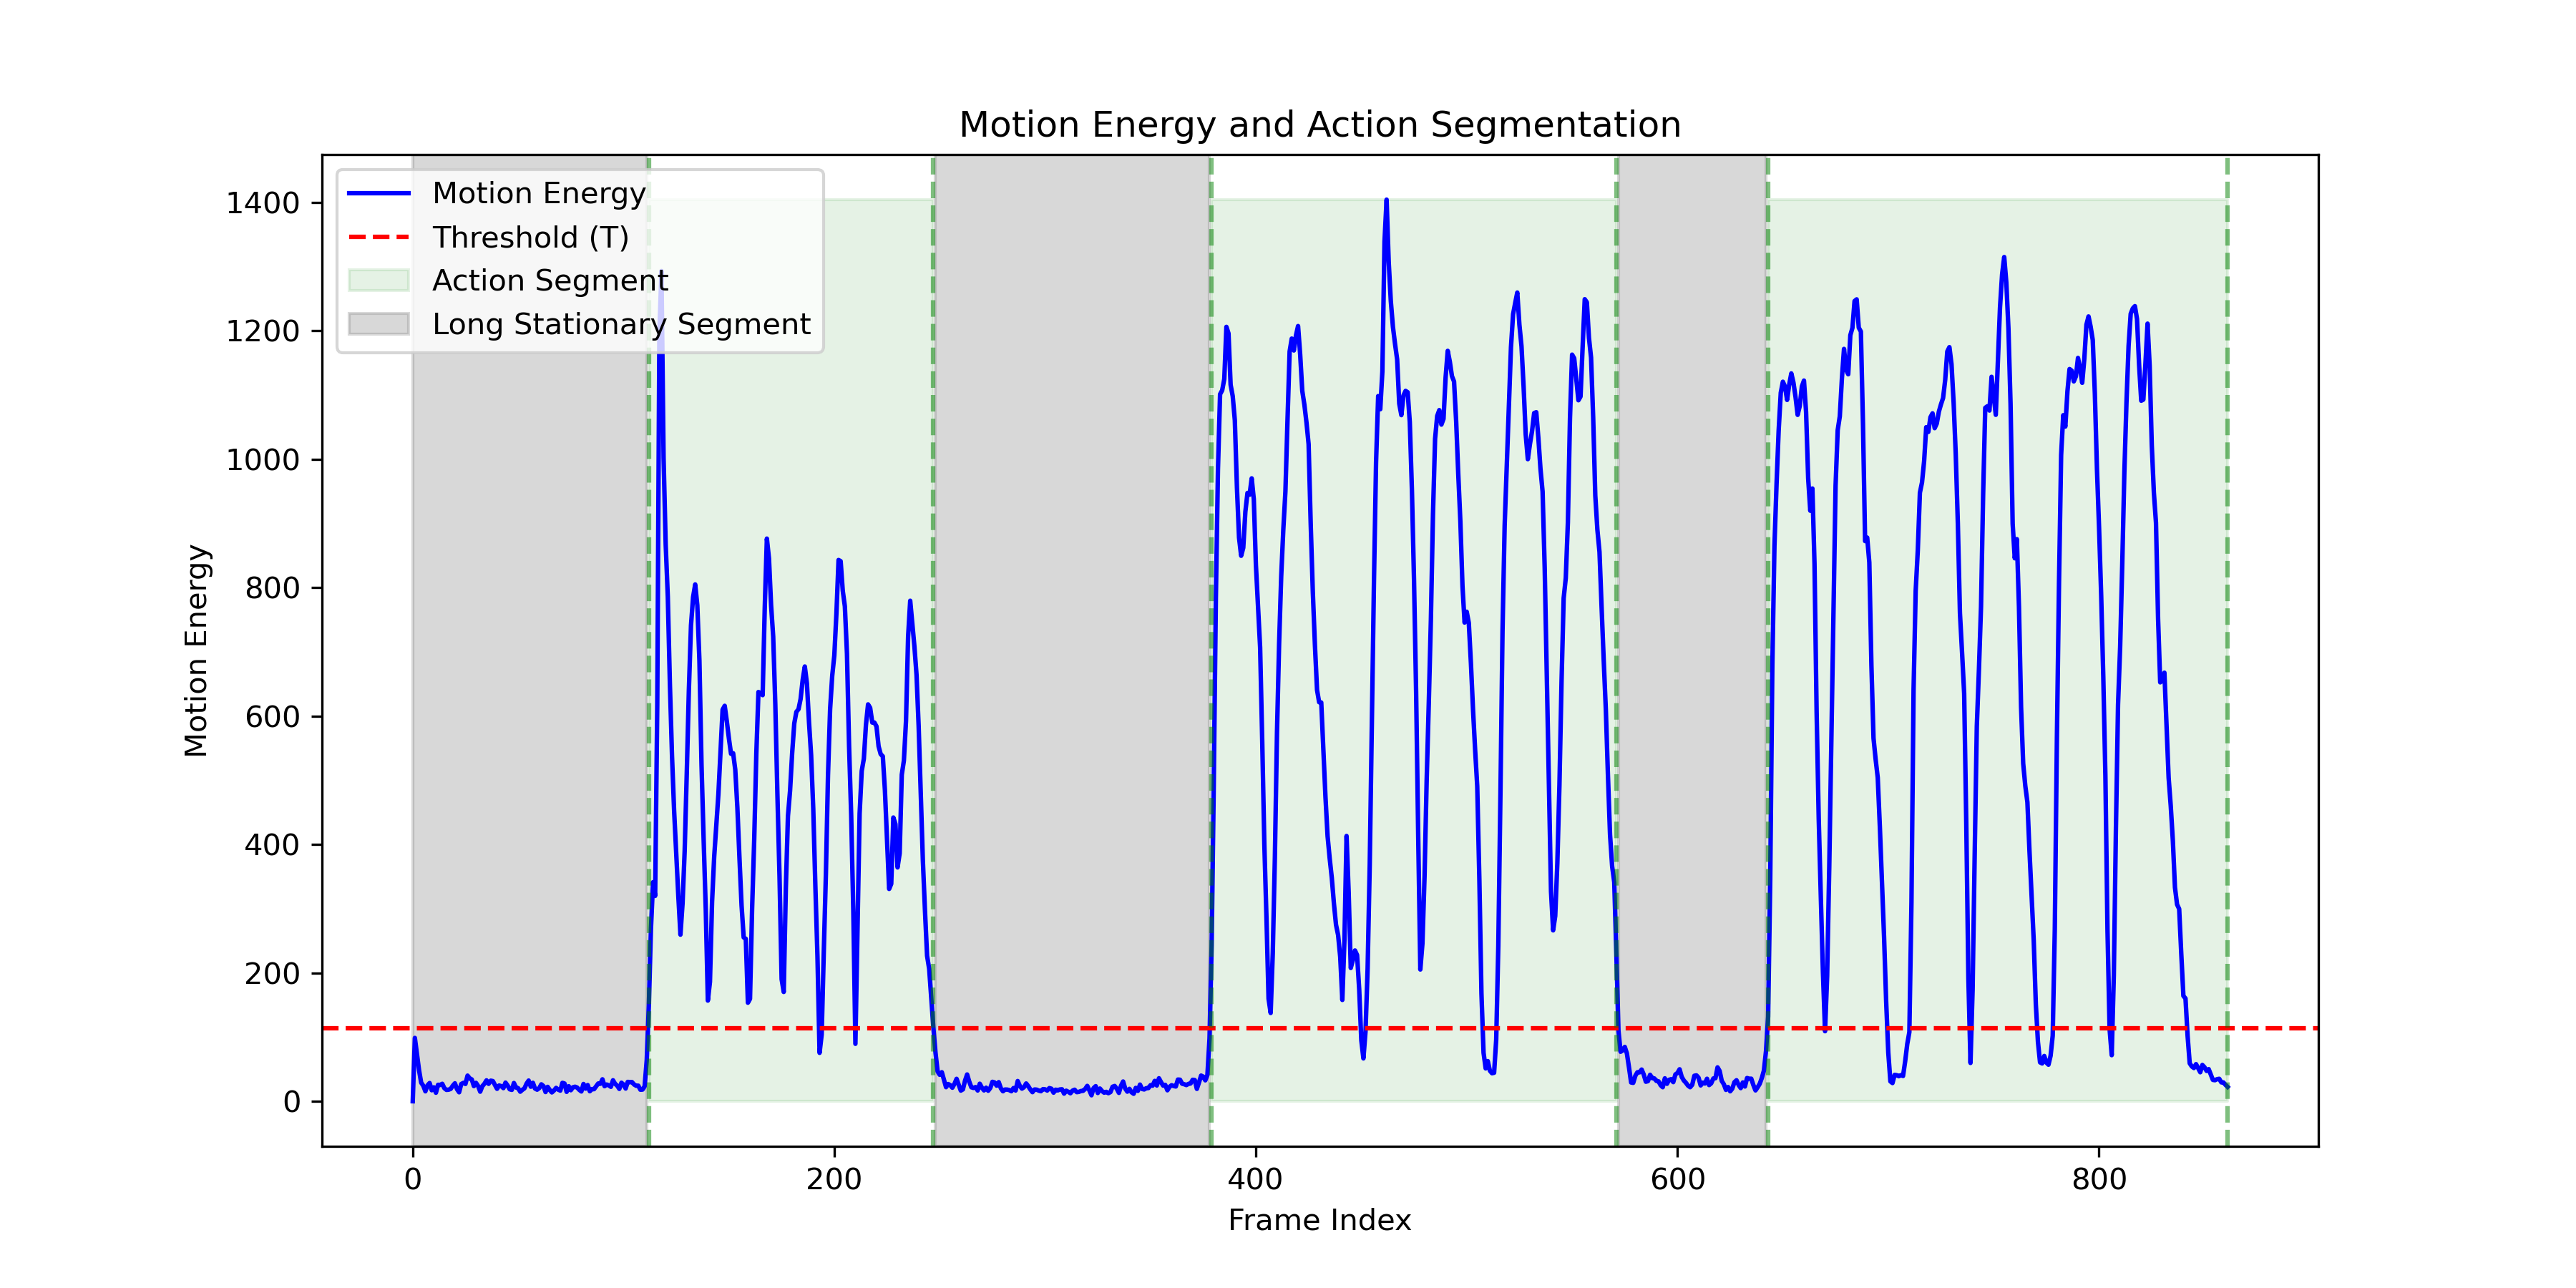 Motion Energy and Action Segmentation
Motion Energy
Threshold (T)
Action Segment
Long Stationary Segment
1400
1200
1000
800
600
400
200
0
Motion Energy
0 200 400 600 800
Frame Index